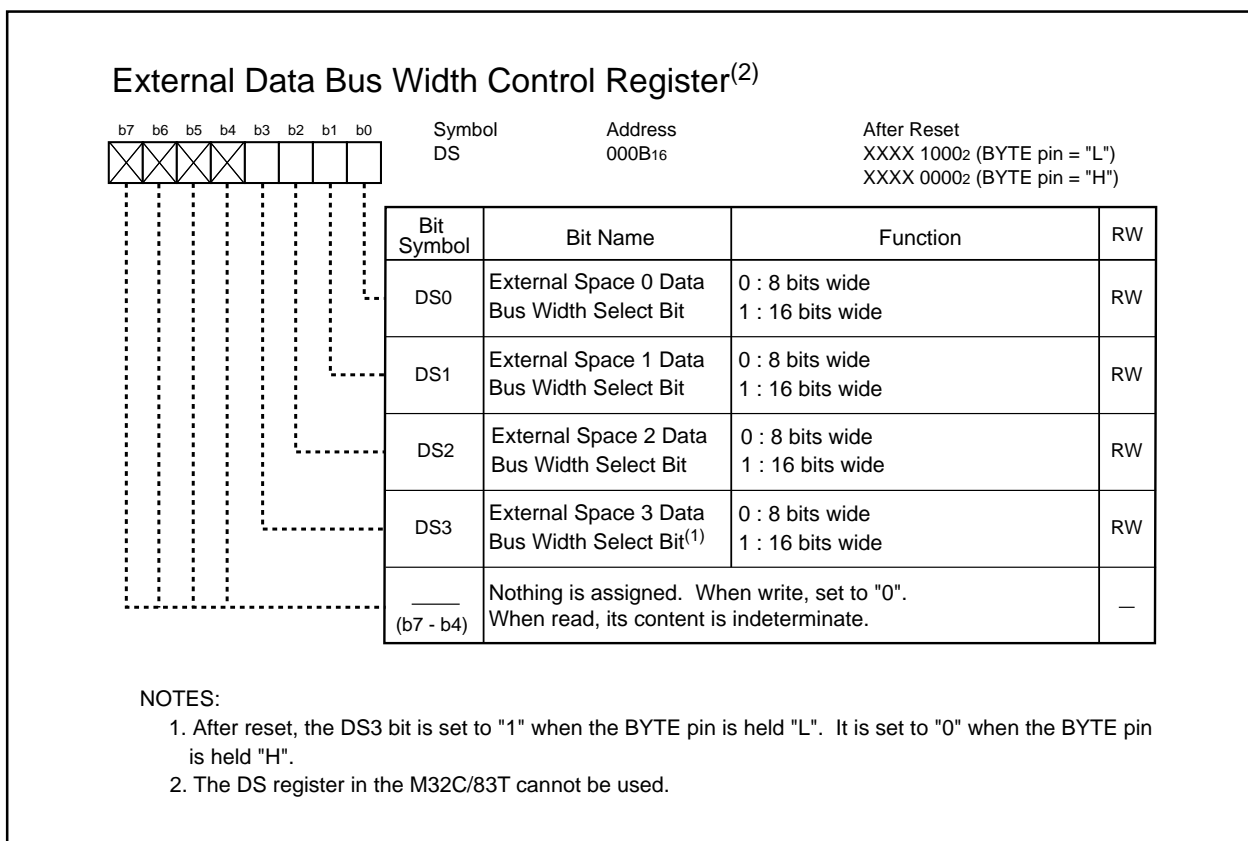 External Data Bus Width Control Register(2)
b7 b6 b5 b4 b3 b2 b1 b0
Symbol Address After Reset
DS 000B16 XXXX 10002 (BYTE pin = "L")
XXXX 00002 (BYTE pin = "H")
Bit Symbol Bit Name Function RW
DS0 External Space 0 Data Bus Width Select Bit 0 : 8 bits wide 1 : 16 bits wide RW
DS1 External Space 1 Data Bus Width Select Bit 0 : 8 bits wide 1 : 16 bits wide RW
DS2 External Space 2 Data Bus Width Select Bit 0 : 8 bits wide 1 : 16 bits wide RW
DS3 External Space 3 Data Bus Width Select Bit(1) 0 : 8 bits wide 1 : 16 bits wide RW
(b7 - b4) Nothing is assigned. When write, set to "0". When read, its content is indeterminate. —
NOTES:
1. After reset, the DS3 bit is set to "1" when the BYTE pin is held "L". It is set to "0" when the BYTE pin
is held "H".
2. The DS register in the M32C/83T cannot be used.